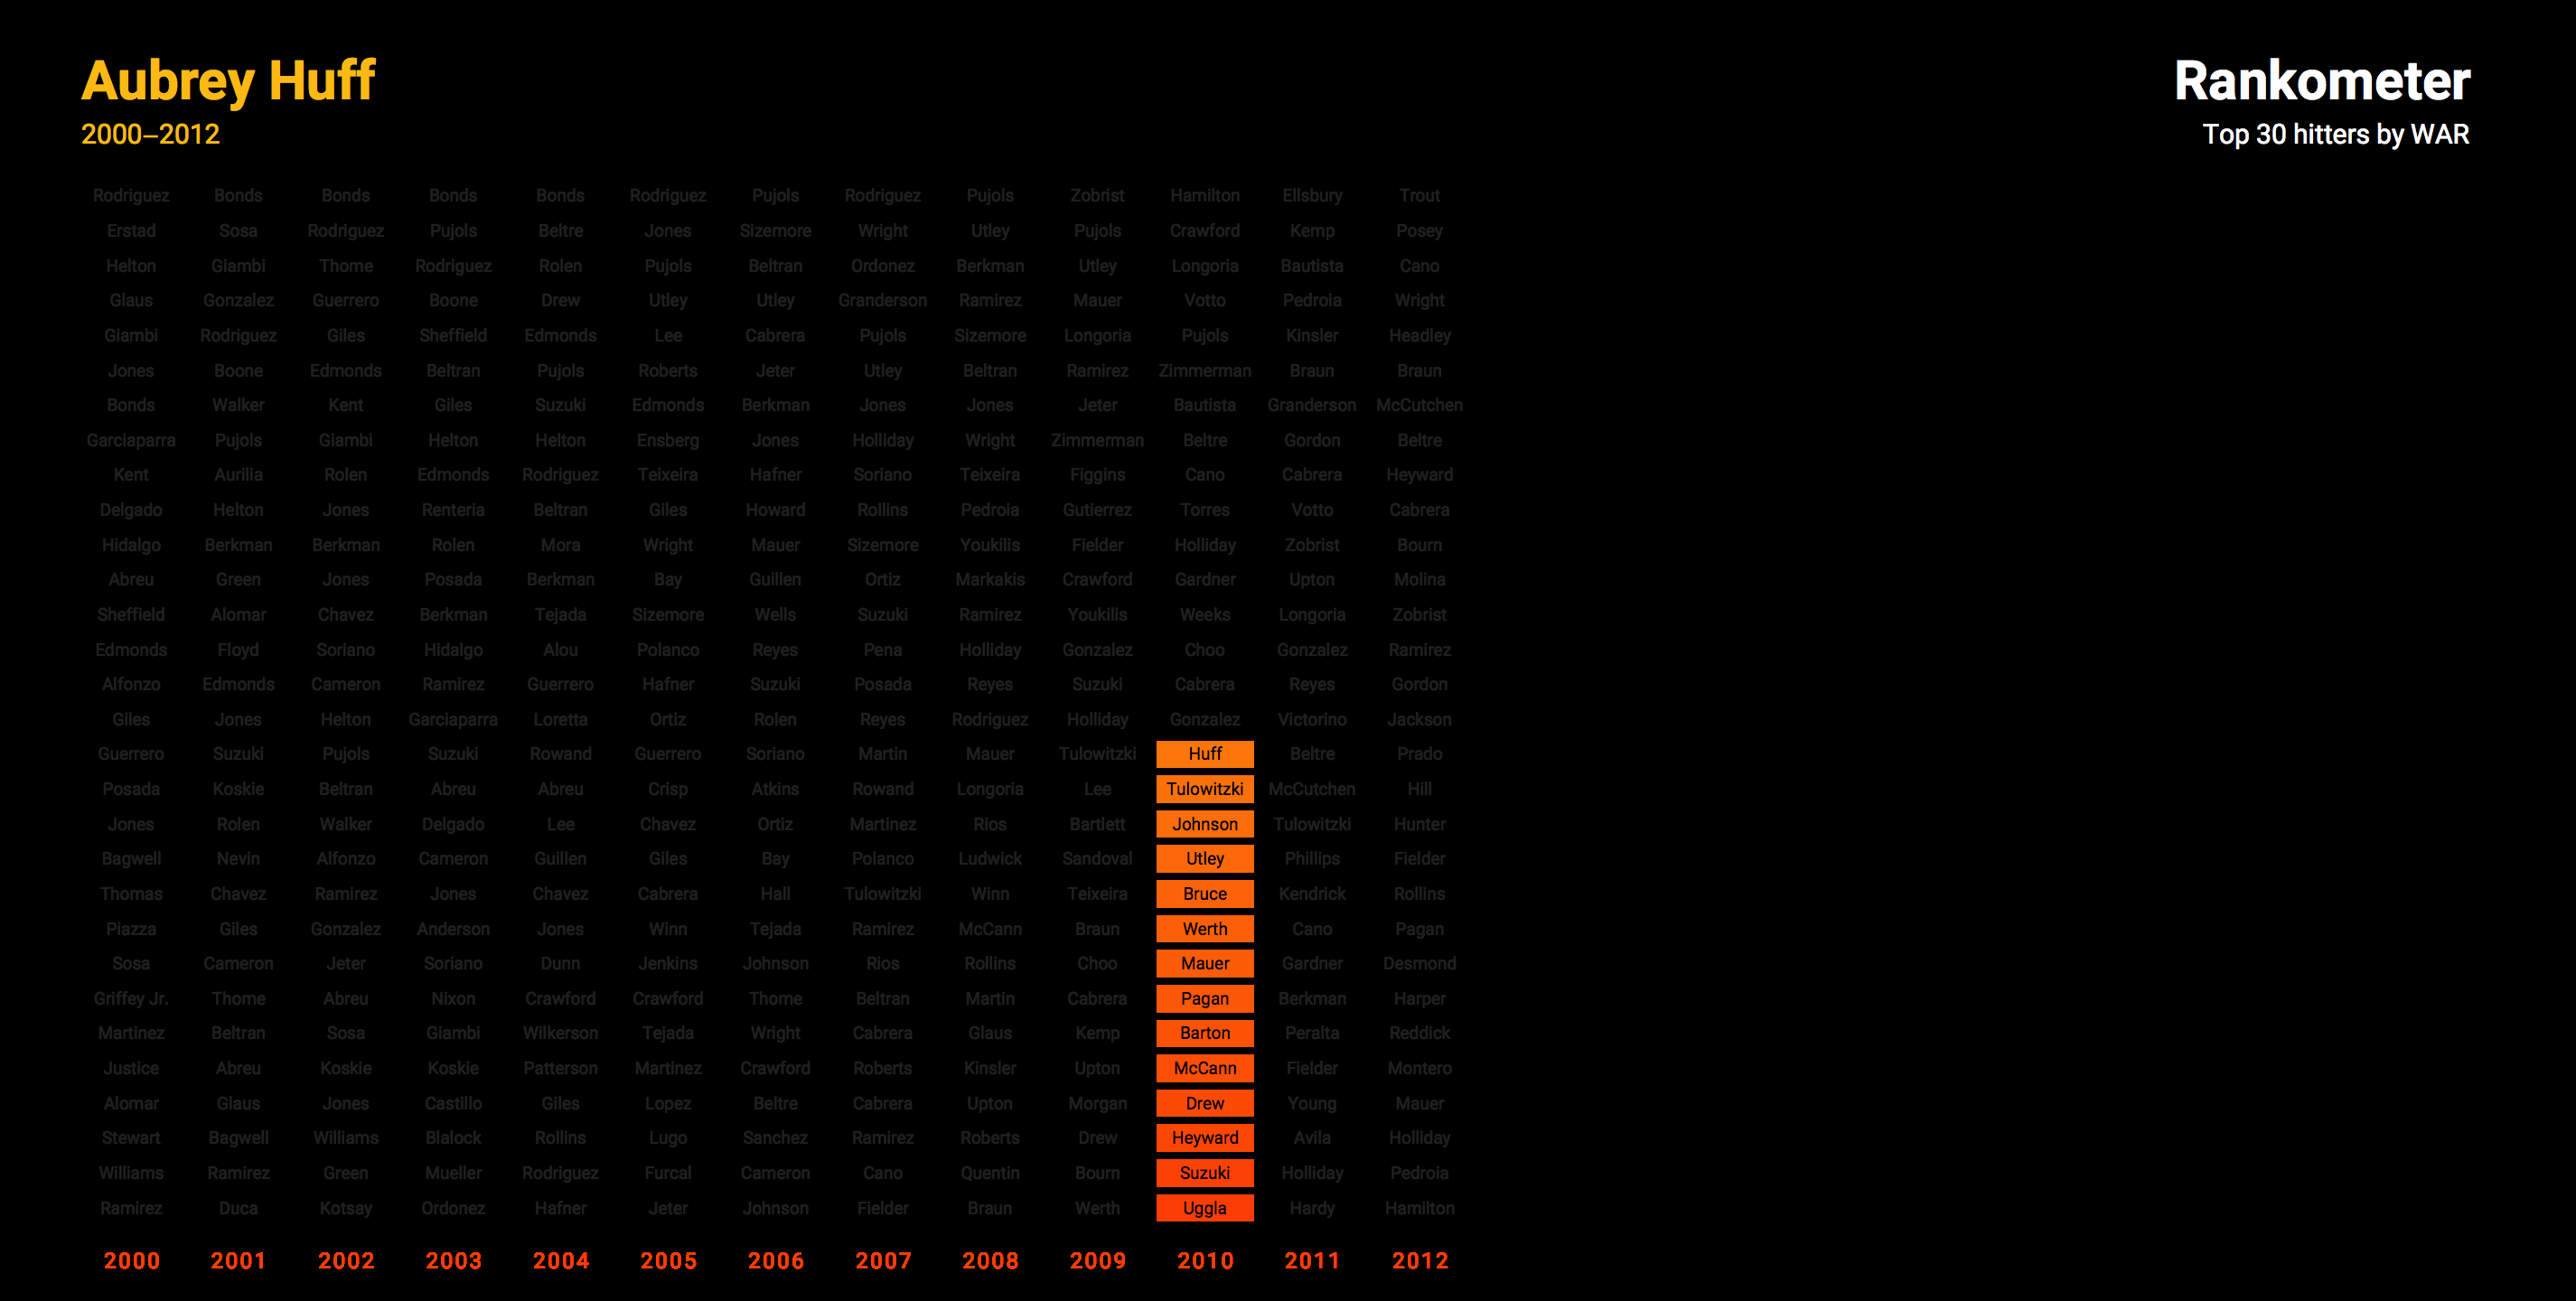 Aubrey Huff
2000–2012
Rankometer
Top 30 hitters by WAR
Rodriguez Bonds Bonds Bonds Bonds Rodriguez Pujols Rodriguez Pujols Zobrist Hamilton Ellsbury Trout
Erstad Sosa Rodriguez Pujols Beltre Jones Sizemore Wright Utley Pujols Crawford Kemp Posey
Helton Giambi Thome Rodriguez Rolen Pujols Beltran Ordonez Berkman Utley Longoria Bautista Cano
Glaus Gonzalez Guerrero Boone Drew Utley Utley Granderson Ramirez Mauer Votto Pedroia Wright
Giambi Rodriguez Giles Sheffield Edmonds Lee Cabrera Pujols Sizemore Longoria Pujols Kinsler Headley
Jones Boone Edmonds Beltran Pujols Roberts Jeter Utley Beltran Ramirez Zimmerman Braun Braun
Bonds Walker Kent Giles Suzuki Edmonds Berkman Jones Jones Jeter Bautista Granderson McCutchen
Garciaparra Pujols Giambi Helton Helton Ensberg Jones Holliday Wright Zimmerman Beltre Gordon Beltre
Kent Aurilia Rolen Edmonds Rodriguez Teixeira Hafner Soriano Teixeira Figgins Cano Cabrera Heyward
Delgado Helton Jones Renteria Beltran Giles Howard Rollins Pedroia Gutierrez Torres Votto Cabrera
Hidalgo Berkman Berkman Rolen Mora Wright Mauer Sizemore Youkilis Fielder Holliday Zobrist Bourn
Abreu Green Jones Posada Berkman Bay Guillen Ortiz Markakis Crawford Gardner Upton Molina
Sheffield Alomar Chavez Berkman Tejada Sizemore Wells Suzuki Ramirez Youkilis Weeks Longoria Zobrist
Edmonds Floyd Soriano Hidalgo Alou Polanco Reyes Pena Holliday Gonzalez Choo Gonzalez Ramirez
Alfonzo Edmonds Cameron Ramirez Guerrero Hafner Suzuki Posada Reyes Suzuki Cabrera Reyes Gordon
Giles Jones Helton Garciaparra Loretta Ortiz Rolen Reyes Rodriguez Holliday Gonzalez Victorino Jackson
Guerrero Suzuki Pujols Suzuki Rowand Guerrero Soriano Martin Mauer Tulowitzki Huff Beltre Prado
Posada Koskie Beltran Abreu Abreu Crisp Atkins Rowand Longoria Lee Tulowitzki McCutchen Hill
Jones Rolen Walker Delgado Lee Chavez Ortiz Martinez Rios Bartlett Johnson Tulowitzki Hunter
Bagwell Nevin Alfonzo Cameron Guillen Giles Bay Polanco Ludwick Sandoval Utley Phillips Fielder
Thomas Chavez Ramirez Jones Chavez Cabrera Hall Tulowitzki Winn Teixeira Bruce Kendrick Rollins
Piazza Giles Gonzalez Anderson Jones Winn Tejada Ramirez McCann Braun Werth Cano Pagan
Sosa Cameron Jeter Soriano Dunn Jenkins Johnson Rios Rollins Choo Mauer Gardner Desmond
Griffey Jr. Thome Abreu Nixon Crawford Crawford Thome Beltran Martin Cabrera Pagan Berkman Harper
Martinez Beltran Sosa Giambi Wilkerson Tejada Wright Cabrera Glaus Kemp Barton Peralta Reddick
Justice Abreu Koskie Koskie Patterson Martinez Crawford Roberts Kinsler Upton McCann Fielder Montero
Alomar Glaus Jones Castillo Giles Lopez Beltre Cabrera Upton Morgan Drew Young Mauer
Stewart Bagwell Williams Blalock Rollins Lugo Sanchez Ramirez Roberts Drew Heyward Avila Holliday
Williams Ramirez Green Mueller Rodriguez Furcal Cameron Cano Quentin Bourn Suzuki Holliday Pedroia
Ramirez Duca Kotsay Ordonez Hafner Jeter Johnson Fielder Braun Werth Uggla Hardy Hamilton
2000 2001 2002 2003 2004 2005 2006 2007 2008 2009 2010 2011 2012